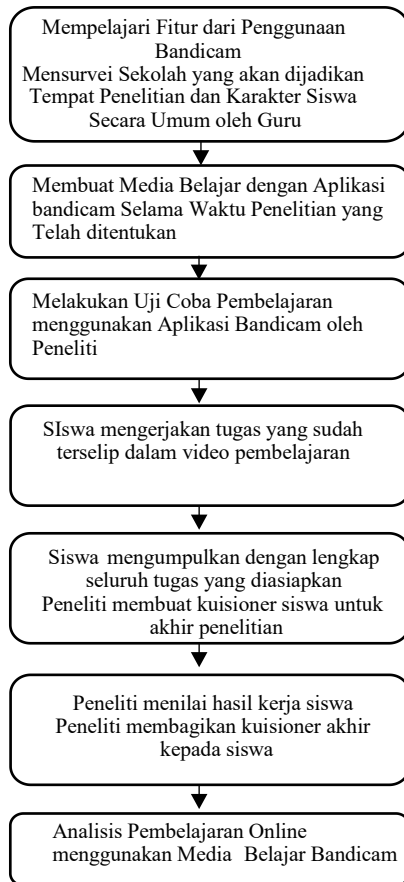 Mempelajari Fitur dari Penggunaan
Bandicam
Mensurvei Sekolah yang akan dijadikan
Tempat Penelitian dan Karakter Siswa
Secara Umum oleh Guru
Membuat Media Belajar dengan Aplikasi
bandicam Selama Waktu Penelitian yang
Telah ditentukan
Melakukan Uji Coba Pembelajaran
menggunakan Aplikasi Bandicam oleh
Peneliti
SIswa mengerjakan tugas yang sudah
terselip dalam video pembelajaran
Siswa mengumpulkan dengan lengkap
seluruh tugas yang diasiapkan
Peneliti membuat kuisioner siswa untuk
akhir penelitian
Peneliti menilai hasil kerja siswa
Peneliti membagikan kuisioner akhir
kepada siswa
Analisis Pembelajaran Online
menggunakan Media Belajar Bandicam